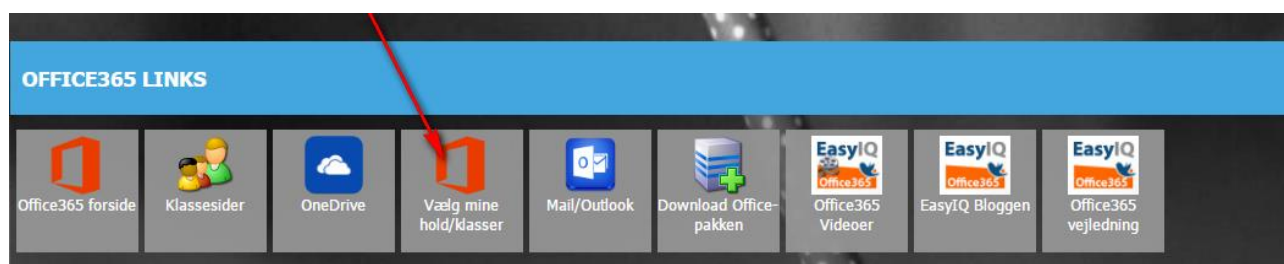 OFFICE365 LINKS
Office365 forside
Klassesider
OneDrive
Vælg mine
hold/klasser
Mail/Outlook
Download Office-
pakken
EasyIQ
Office365
Office365
Videoer
EasyIQ
Office365
EasyIQ Bloggen
EasyIQ
Office365
Office365
vejledning